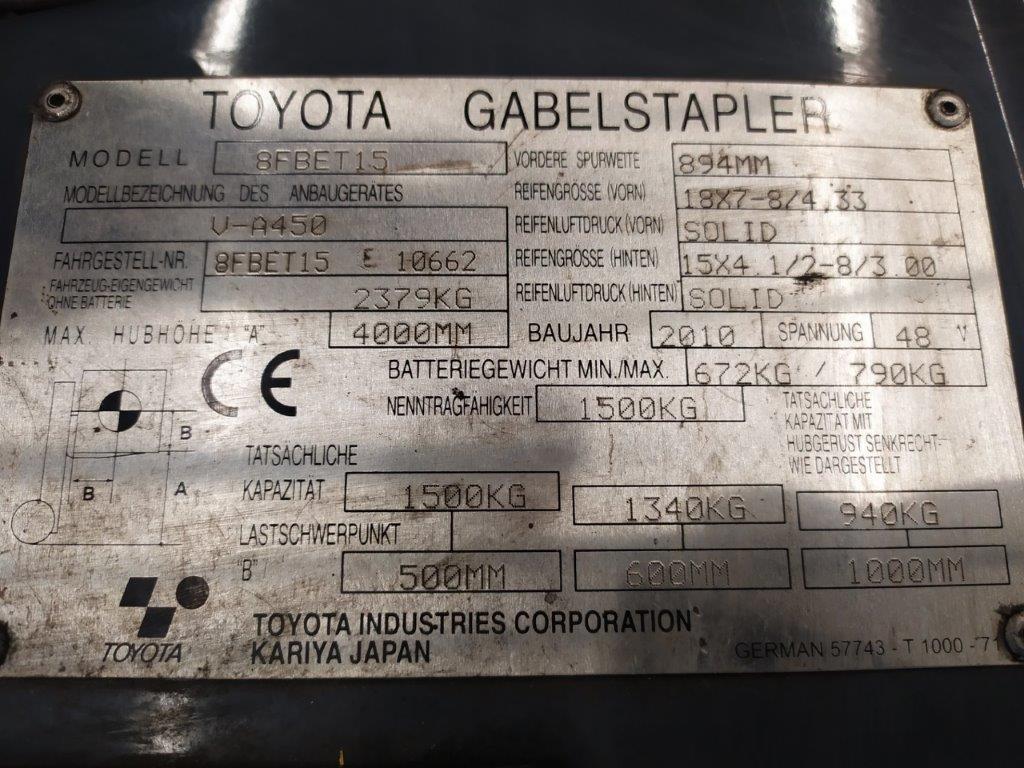 TOYOTA GABELSTAPLER
MODELL 8FBET15
MODELLBEZEICHNUNG DES ANBAUGERÄTES
V-A450
FAHRGESTELL-NR. 8FBET15 E 10662
FAHRZEUG-EIGENGEWICHT
OHNE BATTERIE 2379KG
MAX. HUBHÖHE "A" 4000MM
VORDERE SPURWEITE 894MM
REIFENGRÖSSE (VORN) 18X7-8/4.33
REIFENLUFTDRUCK (VORN) SOLID
REIFENGRÖSSE (HINTEN) 15X4.1/2-8/3.00
REIFENLUFTDRUCK (HINTEN) SOLID
BAUJAHR 2010 SPANNUNG 48 V
BATTERIEGEWICHT MIN./MAX. 672KG / 790KG
CE
NENNTRAGFÄHIGKEIT 1500KG
TATSÄCHLICHE
KAPAZITÄT MIT
HUBGERÜST SENKRECHT
WIE DARGESTELLT
B
B
A
TATSÄCHLICHE
KAPAZITÄT 1500KG 1340KG 940KG
LASTSCHWERPUNKT
"B" 500MM 600MM 1000MM
TOYOTA
TOYOTA INDUSTRIES CORPORATION
KARIYA JAPAN
GERMAN 57743 - T 1000 - 71